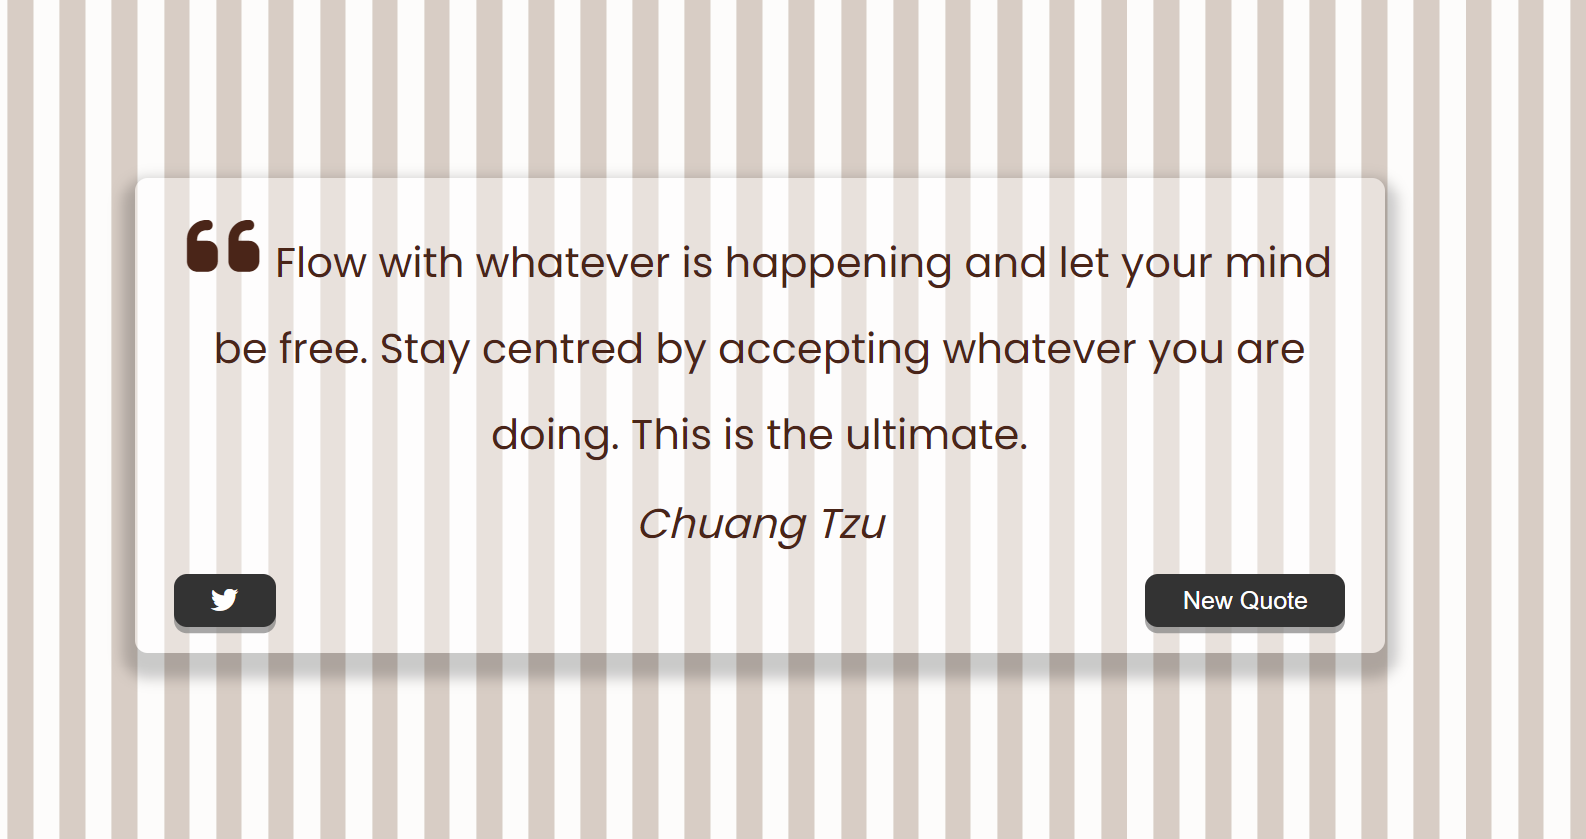 Flow with whatever is happening and let your mind
be free. Stay centred by accepting whatever you are
doing. This is the ultimate.
Chuang Tzu
New Quote